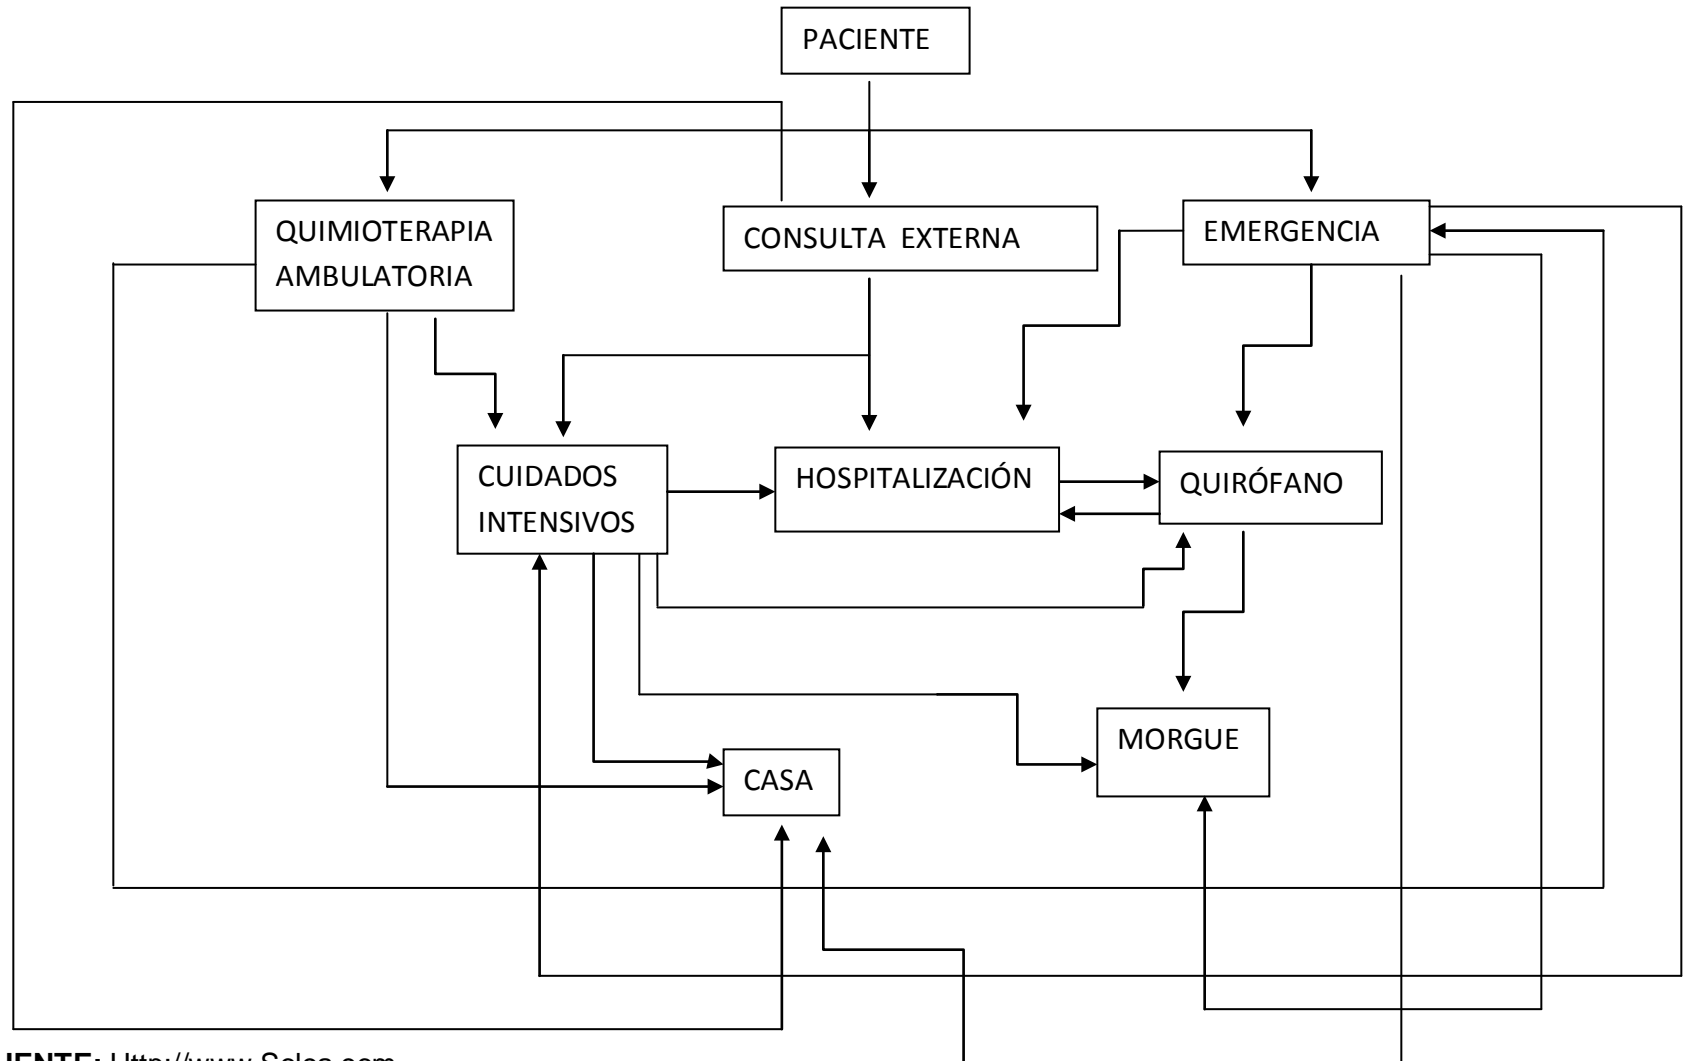 PACIENTE
QUIMIOTERAPIA
AMBULATORIA
CONSULTA EXTERNA
EMERGENCIA
CUIDADOS
INTENSIVOS
HOSPITALIZACIÓN
QUIRÓFANO
MORGUE
CASA